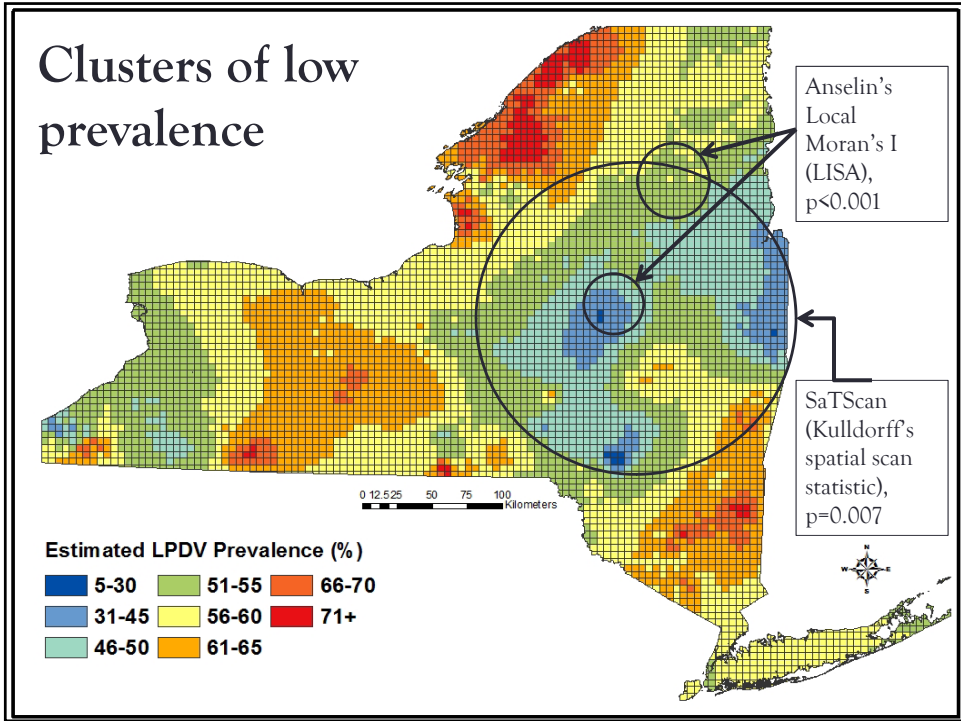 Clusters of low
prevalence
Anselin's
Local
Moran's I
(LISA),
p<0.001
SaTScan
(Kulldorff's
spatial scan
statistic),
p=0.007
0 12.525 50 75 100
Kilometers
N
W E
S
Estimated LPDV Prevalence (%)
5-30 51-55 66-70
31-45 56-60 71+
46-50 61-65